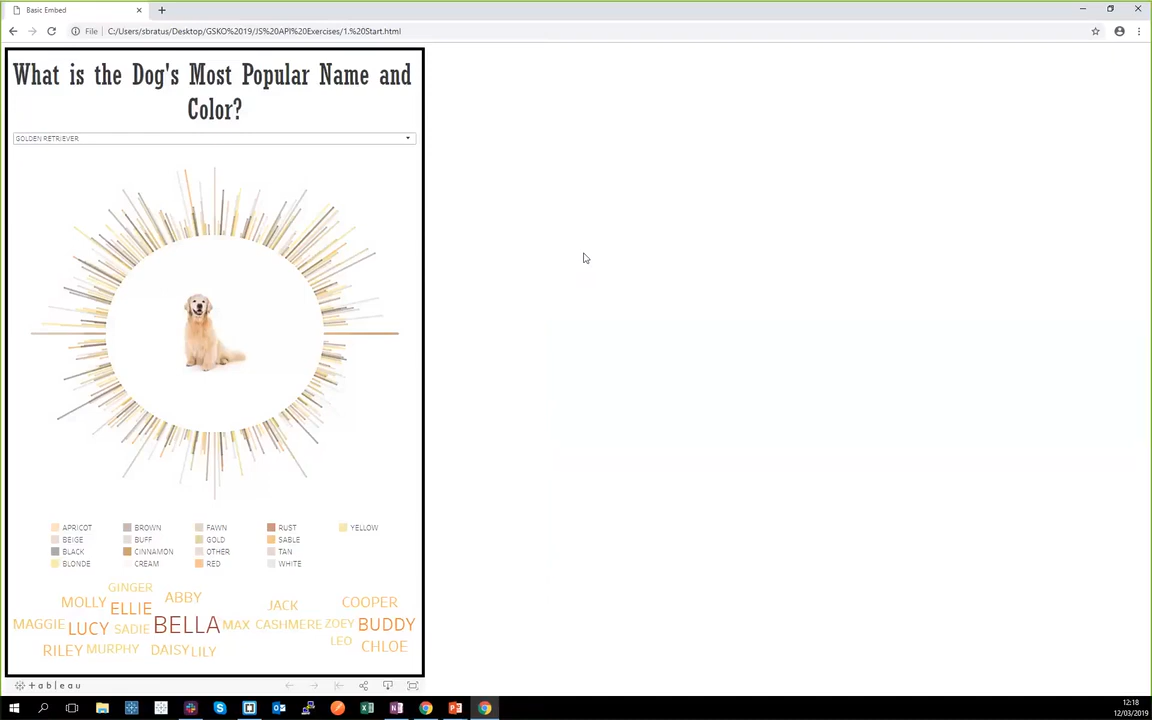 Basic Embed
File C:/Users/sbratus/Desktop/GSKO%2019/JS%20API%20Exercises/1.%20Start.html
What is the Dog's Most Popular Name and
Color?
GOLDEN RETRIEVER
APRICOT BROWN FAWN RUST YELLOW
BEIGE BUFF GOLD SABLE
BLACK CINNAMON OTHER TAN
BLONDE CREAM RED WHITE
GINGER
ABBY
MOLLY ELLIE JACK COOPER
MAGGIE LUCY SADIE BELLA MAX CASHMERE ZOEY BUDDY
LEO
RILEY MURPHY DAISY LILY CHLOE
+ a b | e a u
12:18
12/03/2019